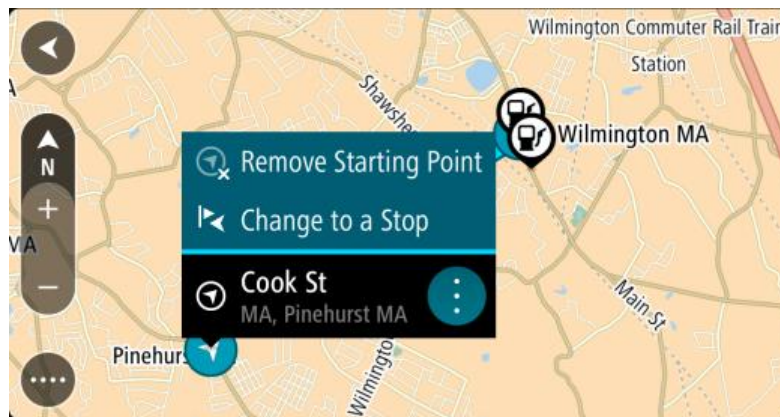 Wilmington Commuter Rail Train
Station
N
Shawshe
Wilmington MA
Remove Starting Point
Change to a Stop
Cook St
MA, Pinehurst MA
Main St
Pinehurs
Wilmington